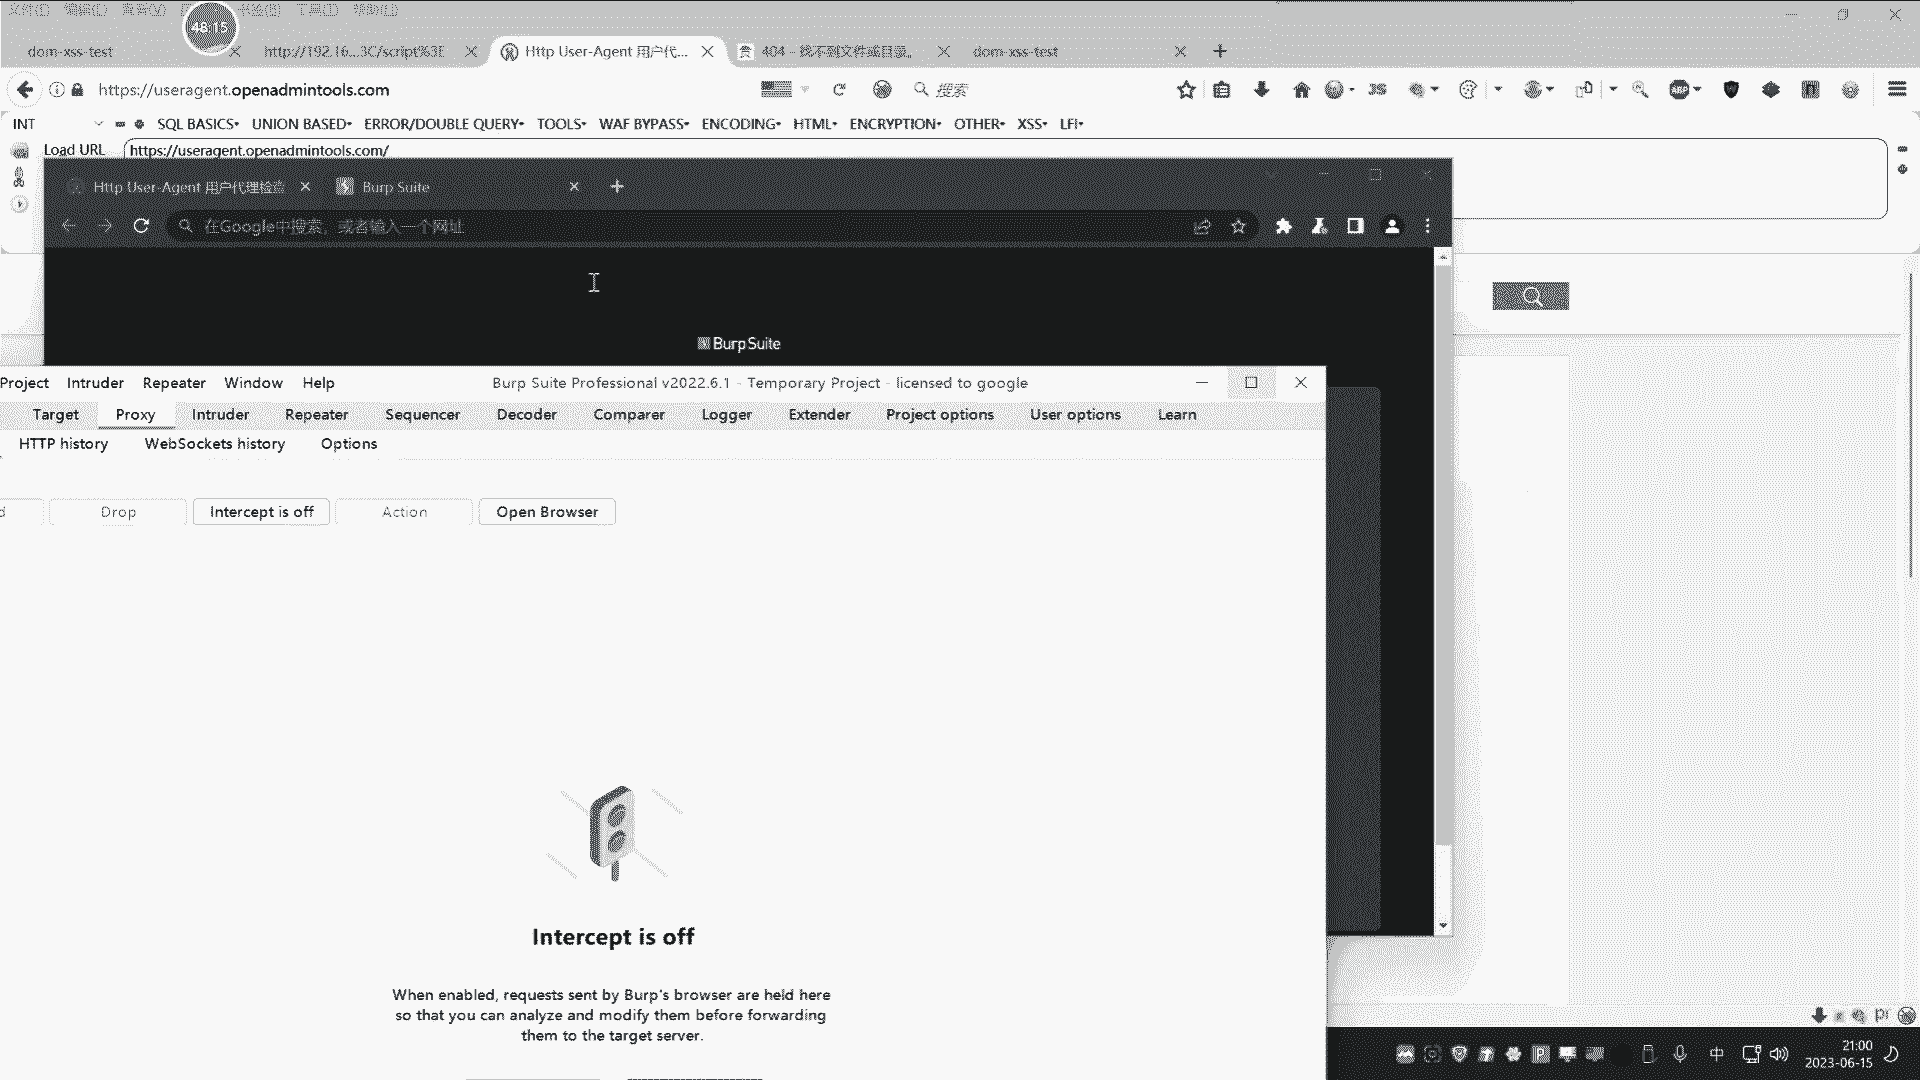 文件(F) 编辑(E) 查看(V) 书签(B) 工具(T) 帮助(H)
48:15
dom-xss-test
http://192.16...3C/script%3E
Http User-Agent 用户代...
404 - 找不到文件或目录。
dom-xss-test
https://useragent.openadmintools.com
搜索
JS
ABP
INT
SQL BASICS
UNION BASED
ERROR/DOUBLE QUERY
TOOLS
WAF BYPASS
ENCODING
HTML
ENCRYPTION
OTHER
XSS
LFI
Load URL
https://useragent.openadmintools.com/
Http User-Agent 用户代理检查
Burp Suite
在Google中搜索，或者输入一个网址
Burp Suite
Project Intruder Repeater Window Help
Burp Suite Professional v2022.6.1 - Temporary Project - licensed to google
Target Proxy Intruder Repeater Sequencer Decoder Comparer Logger Extender Project options User options Learn
HTTP history WebSockets history Options
d
Drop
Intercept is off
Action
Open Browser
Intercept is off
When enabled, requests sent by Burp's browser are held here
so that you can analyze and modify them before forwarding
them to the target server.
中
21:00
2023-06-15